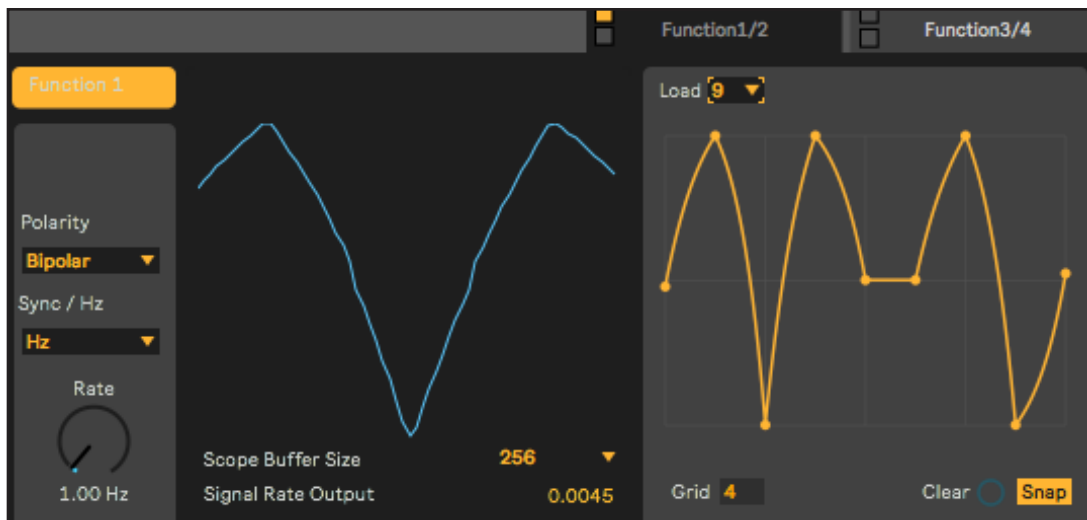 Function1/2
Function3/4
Function 1
Load 9
Polarity
Bipolar
Sync / Hz
Hz
Rate
1.00 Hz
Scope Buffer Size 256
Signal Rate Output 0.0045
Grid 4
Clear
Snap